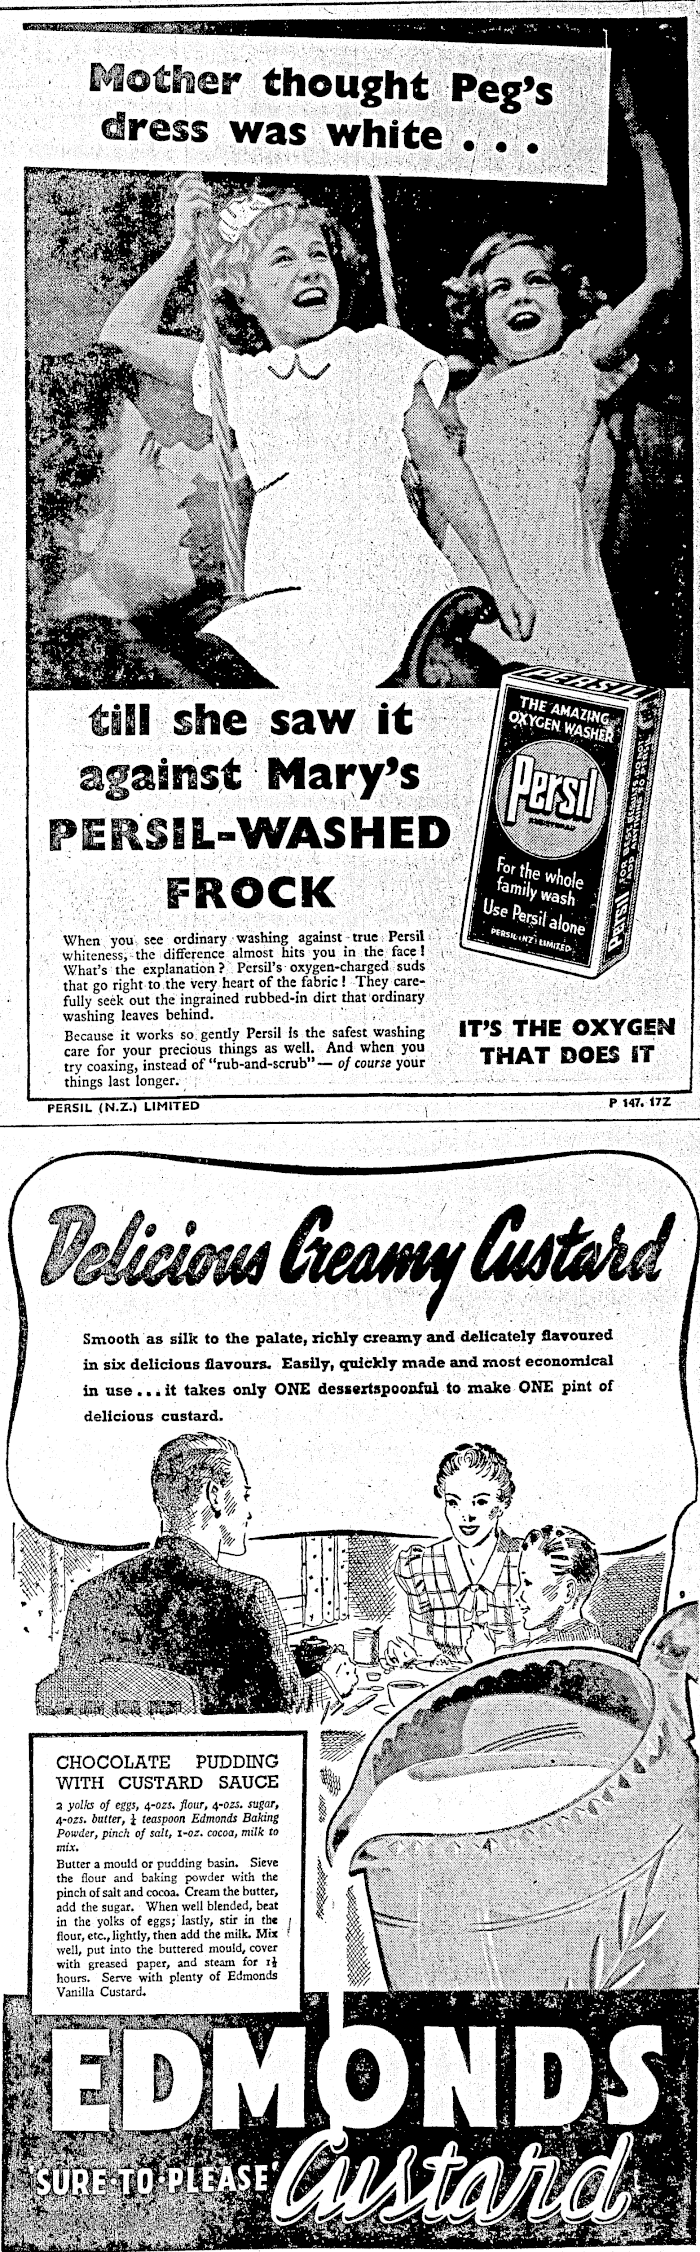 Mother thought Peg's
dress was white . . .
till she saw it
against Mary's
PERSIL-WASHED
FROCK
PERSIL
THE AMAZING
OXYGEN WASHER
Persil
For the whole
family wash
Use Persil alone
PERSIL (N.Z.) LIMITED
Persil FOR BEST RESULTS DO NOT
ADD ANYTHING TO PERSIL
When you see ordinary washing against true Persil
whiteness, the difference almost hits you in the face !
What's the explanation ? Persil's oxygen-charged suds
that go right to the very heart of the fabric ! They care-
fully seek out the ingrained rubbed-in dirt that ordinary
washing leaves behind.
Because it works so gently Persil is the safest washing
care for your precious things as well. And when you
try coaxing, instead of "rub-and-scrub" — of course your
things last longer.
IT'S THE OXYGEN
THAT DOES IT
PERSIL (N.Z.) LIMITED
P 147. 17Z
Delicious Creamy Custard
Smooth as silk to the palate, richly creamy and delicately flavoured
in six delicious flavours. Easily, quickly made and most economical
in use . . . it takes only ONE dessertspoonful to make ONE pint of
delicious custard.
CHOCOLATE PUDDING
WITH CUSTARD SAUCE
2 yolks of eggs, 4-ozs. flour, 4-ozs. sugar,
4-ozs. butter, ½ teaspoon Edmonds Baking
Powder, pinch of salt, 1-oz. cocoa, milk to
mix.
Butter a mould or pudding basin. Sieve
the flour and baking powder with the
pinch of salt and cocoa. Cream the butter,
add the sugar. When well blended, beat
in the yolks of eggs; lastly, stir in the
flour, etc., lightly, then add the milk. Mix
well, put into the buttered mould, cover
with greased paper, and steam for 1½
hours. Serve with plenty of Edmonds
Vanilla Custard.
EDMONDS
'SURE·TO·PLEASE'
Custard